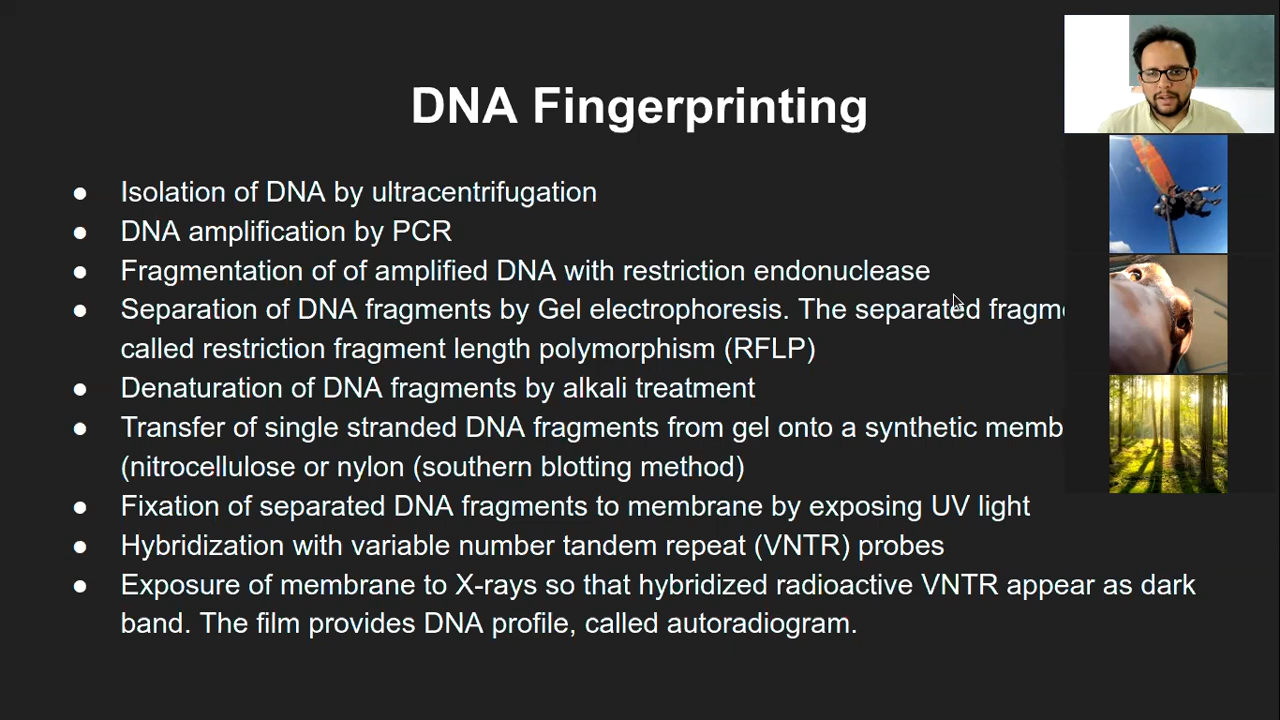 DNA Fingerprinting
● Isolation of DNA by ultracentrifugation
● DNA amplification by PCR
● Fragmentation of of amplified DNA with restriction endonuclease
● Separation of DNA fragments by Gel electrophoresis. The separated
called restriction fragment length polymorphism (RFLP)
● Denaturation of DNA fragments by alkali treatment
● Transfer of single stranded DNA fragments from gel onto a synthetic
(nitrocellulose or nylon (southern blotting method)
● Fixation of separated DNA fragments to membrane by exposing UV light
● Hybridization with variable number tandem repeat (VNTR) probes
● Exposure of membrane to X-rays so that hybridized radioactive VNTR appear as dark
band. The film provides DNA profile, called autoradiogram.